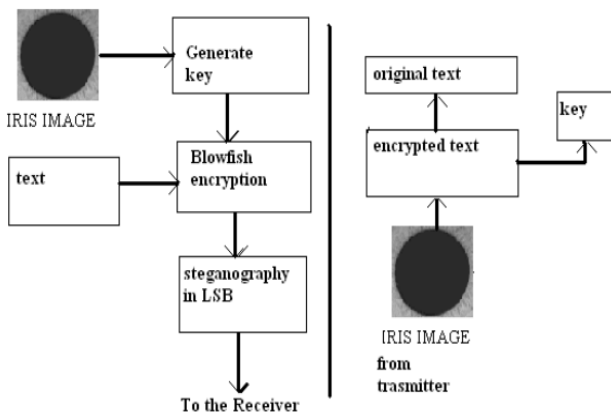 Generate
key
IRIS IMAGE
text
Blowfish
encryption
steganography
in LSB
To the Receiver
original text
key
encrypted text
IRIS IMAGE
from
trasmitter